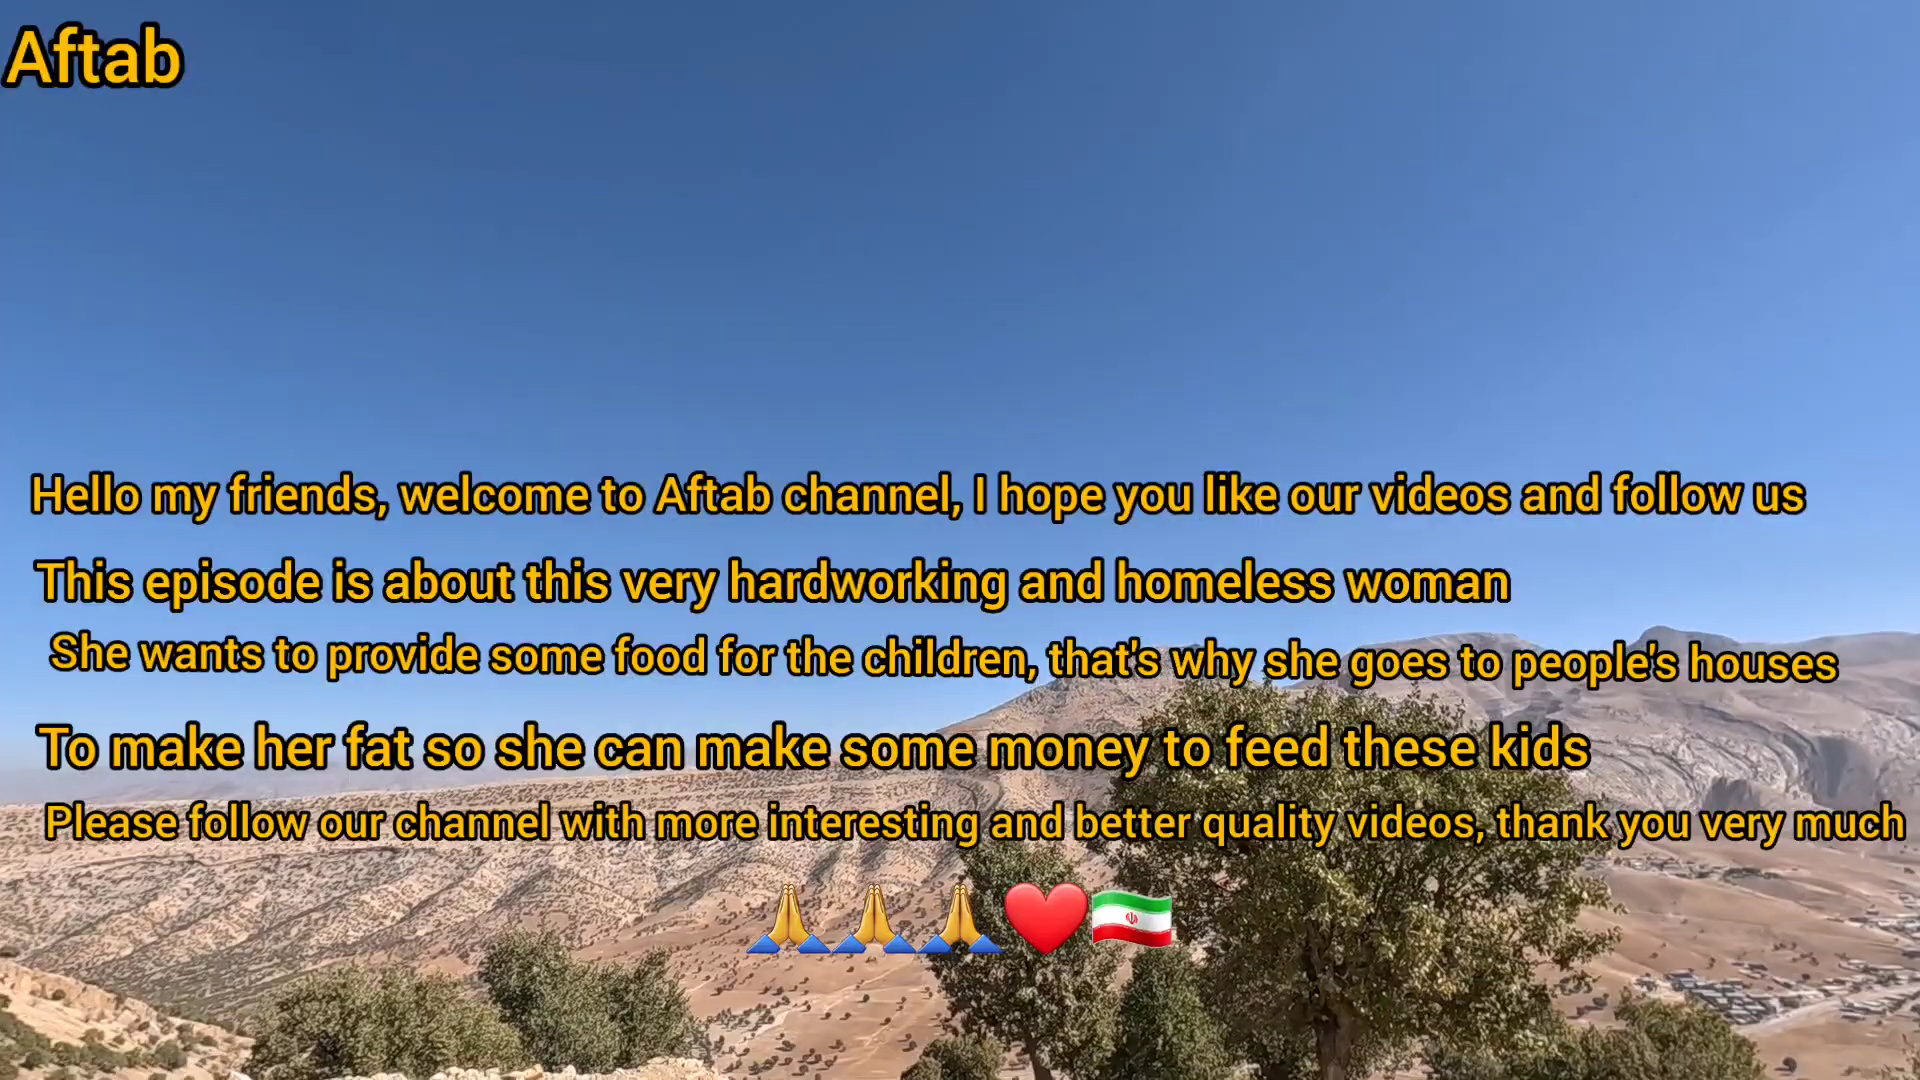 Aftab
Hello my friends, welcome to Aftab channel, I hope you like our videos and follow us
This episode is about this very hardworking and homeless woman
She wants to provide some food for the children, that's why she goes to people's houses
To make her fat so she can make some money to feed these kids
Please follow our channel with more interesting and better quality videos, thank you very much
🙏🙏🙏❤️🇮🇷